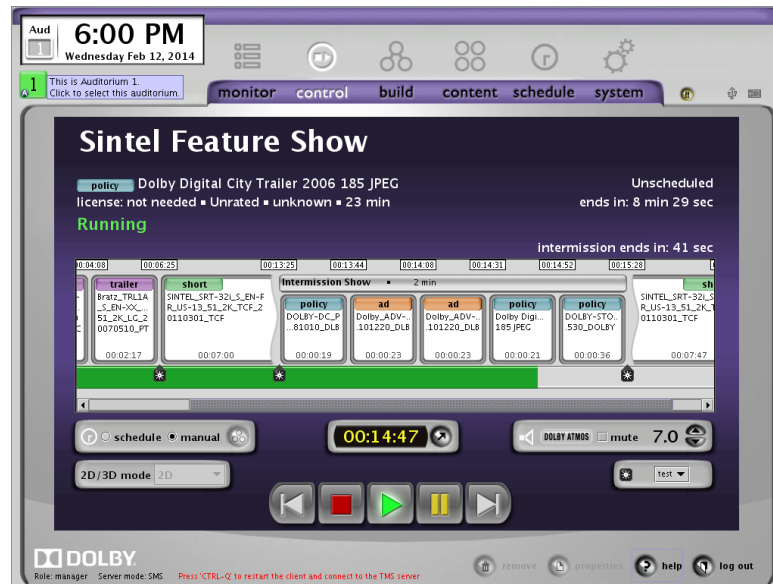 Aud
1
6:00 PM
Wednesday Feb 12, 2014
1
A
This is Auditorium 1.
Click to select this auditorium.
monitor control build content schedule system
Sintel Feature Show
policy Dolby Digital City Trailer 2006 185 JPEG
Unscheduled
license: not needed ▪ Unrated ▪ unknown ▪ 23 min
ends in: 8 min 29 sec
Running
intermission ends in: 41 sec
0:04:08 00:06:25 00:13:25 00:13:44 00:14:08 00:14:31 00:14:52 00:15:28
trailer
Bratz_TRL1A
_S_EN-XX_...
51_2K_LG_2
0070510_PT
00:02:17
short
SINTEL_SRT-32i_S_EN-F
R_US-13_51_2K_TCF_2
0110301_TCF
00:07:00
Intermission Show ▪ 2 min
policy
DOLBY-DC_P
...81010_DLB
00:00:19
ad
Dolby_ADV-..
.101220_DLB
00:00:23
ad
Dolby_ADV-..
.101220_DLB
00:00:23
policy
Dolby Digi...
185 JPEG
00:00:21
policy
DOLBY-STO..
.530_DOLBY
00:00:36
sh
SINTEL_SRT-32i_S
R_US-13_51_2K_T
0110301_TCF
00:07:47
schedule manual
00:14:47
DOLBY ATMOS mute 7.0
2D/3D mode 2D
test
DOLBY
Role: manager Server mode: SMS Press 'CTRL-Q' to restart the client and connect to the TMS server
remove properties help log out